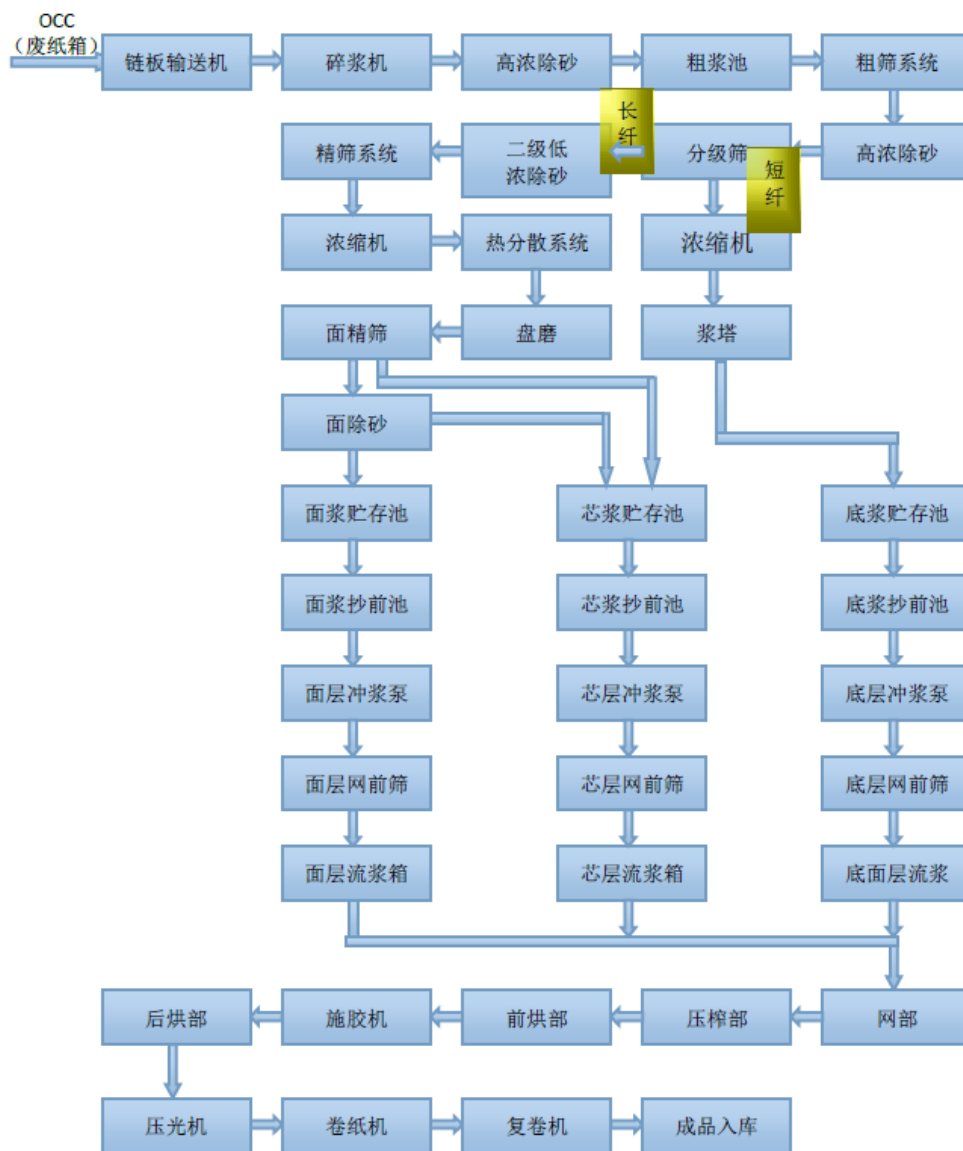 OCC
（废纸箱）
链板输送机
碎浆机
高浓除砂
粗浆池
粗筛系统
长
纤
精筛系统
二级低
浓除砂
分级筛
短
纤
高浓除砂
浓缩机
热分散系统
浓缩机
面精筛
盘磨
浆塔
面除砂
面浆贮存池
芯浆贮存池
底浆贮存池
面浆抄前池
芯浆抄前池
底浆抄前池
面层冲浆泵
芯层冲浆泵
底层冲浆泵
面层网前筛
芯层网前筛
底层网前筛
面层流浆箱
芯层流浆箱
底面层流浆
后烘部
施胶机
前烘部
压榨部
网部
压光机
卷纸机
复卷机
成品入库